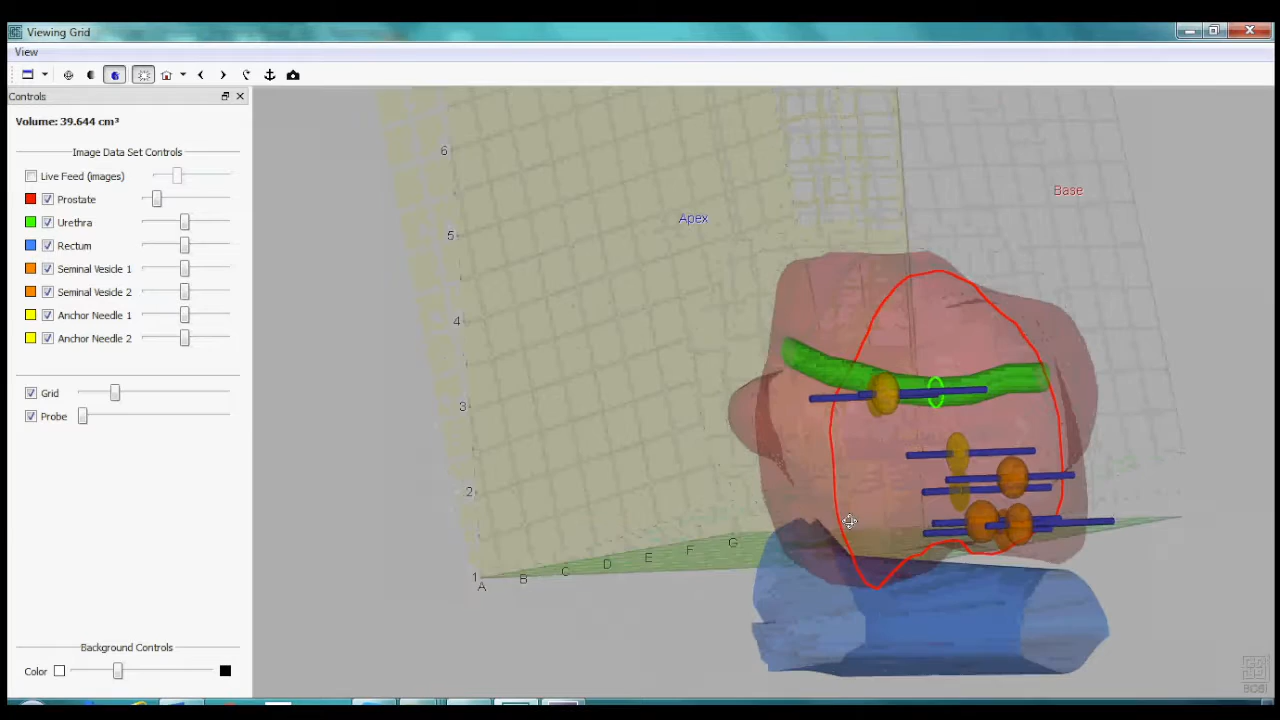 Viewing Grid
View
Controls
Volume: 39.644 cm³
Image Data Set Controls
Live Feed (images)
Prostate
Urethra
Rectum
Seminal Vesicle 1
Seminal Vesicle 2
Anchor Needle 1
Anchor Needle 2
Grid
Probe
Background Controls
Color
Apex
Base
6
5
4
3
2
1
A B C D E F G